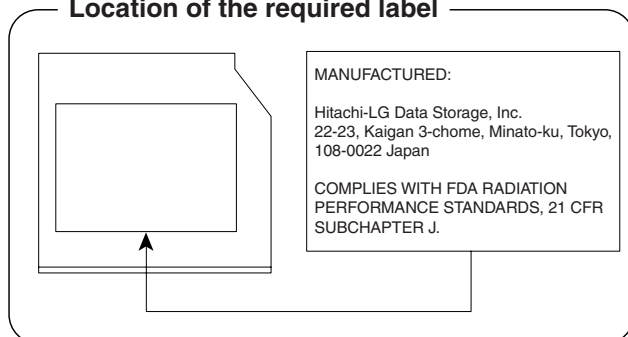 Location of the required label
MANUFACTURED:
Hitachi-LG Data Storage, Inc.
22-23, Kaigan 3-chome, Minato-ku, Tokyo,
108-0022 Japan
COMPLIES WITH FDA RADIATION
PERFORMANCE STANDARDS, 21 CFR
SUBCHAPTER J.